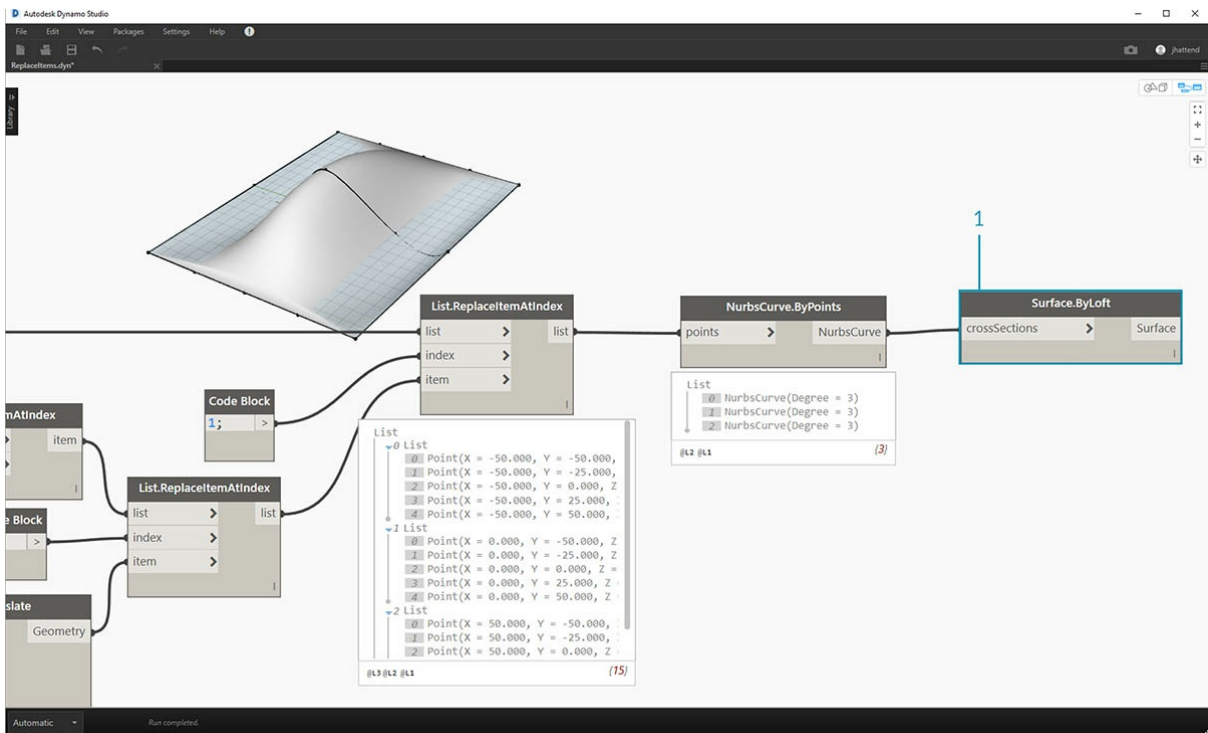 Autodesk Dynamo Studio
File Edit View Packages Settings Help
jhattend
ReplaceItems.dyn*
Library
1
List.ReplaceItemAtIndex
list > list
index >
item >
NurbsCurve.ByPoints
points > NurbsCurve
Surface.ByLoft
crossSections > Surface
List
0 NurbsCurve(Degree = 3)
1 NurbsCurve(Degree = 3)
2 NurbsCurve(Degree = 3)
@L2 @L1 {3}
Code Block
1; >
mAtIndex
item
List.ReplaceItemAtIndex
list > list
index >
item >
e Block
>
slate
Geometry
List
0 List
0 Point(X = -50.000, Y = -50.000,
1 Point(X = -50.000, Y = -25.000,
2 Point(X = -50.000, Y = 0.000, Z
3 Point(X = -50.000, Y = 25.000,
4 Point(X = -50.000, Y = 50.000,
1 List
0 Point(X = 0.000, Y = -50.000, Z
1 Point(X = 0.000, Y = -25.000, Z
2 Point(X = 0.000, Y = 0.000, Z =
3 Point(X = 0.000, Y = 25.000, Z
4 Point(X = 0.000, Y = 50.000, Z
2 List
0 Point(X = 50.000, Y = -50.000,
1 Point(X = 50.000, Y = -25.000,
2 Point(X = 50.000, Y = 0.000, Z
@L3 @L2 @L1 {15}
Automatic
Run completed.